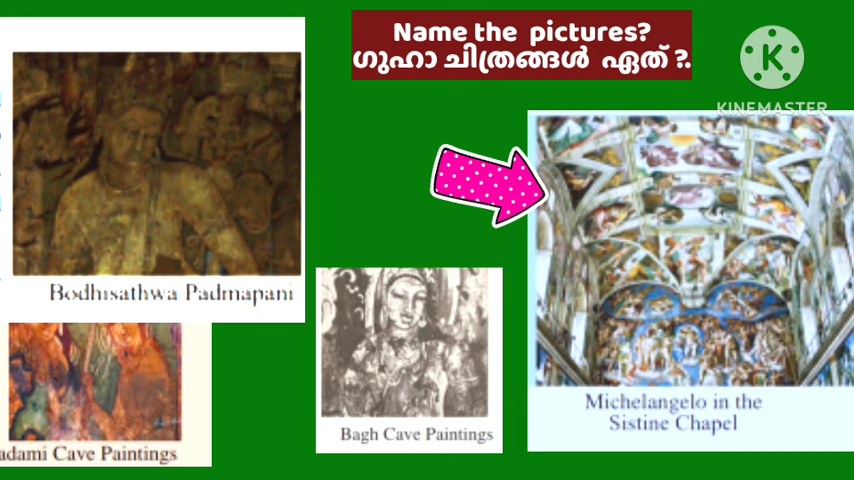 Name the pictures?
ഗുഹാ ചിത്രങ്ങൾ ഏത് ?.
KINEMASTER
Bodhisathwa Padmapani
Bagh Cave Paintings
adami Cave Paintings
Michelangelo in the
Sistine Chapel